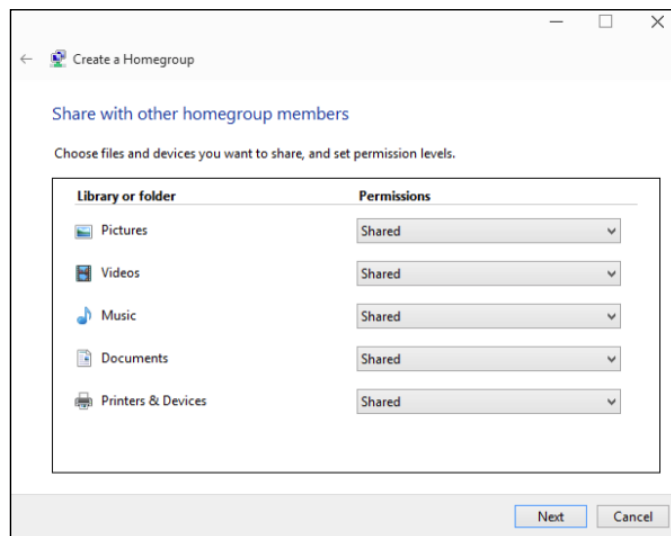 Create a Homegroup
Share with other homegroup members
Choose files and devices you want to share, and set permission levels.
Library or folder Permissions
Pictures Shared
Videos Shared
Music Shared
Documents Shared
Printers & Devices Shared
Next Cancel